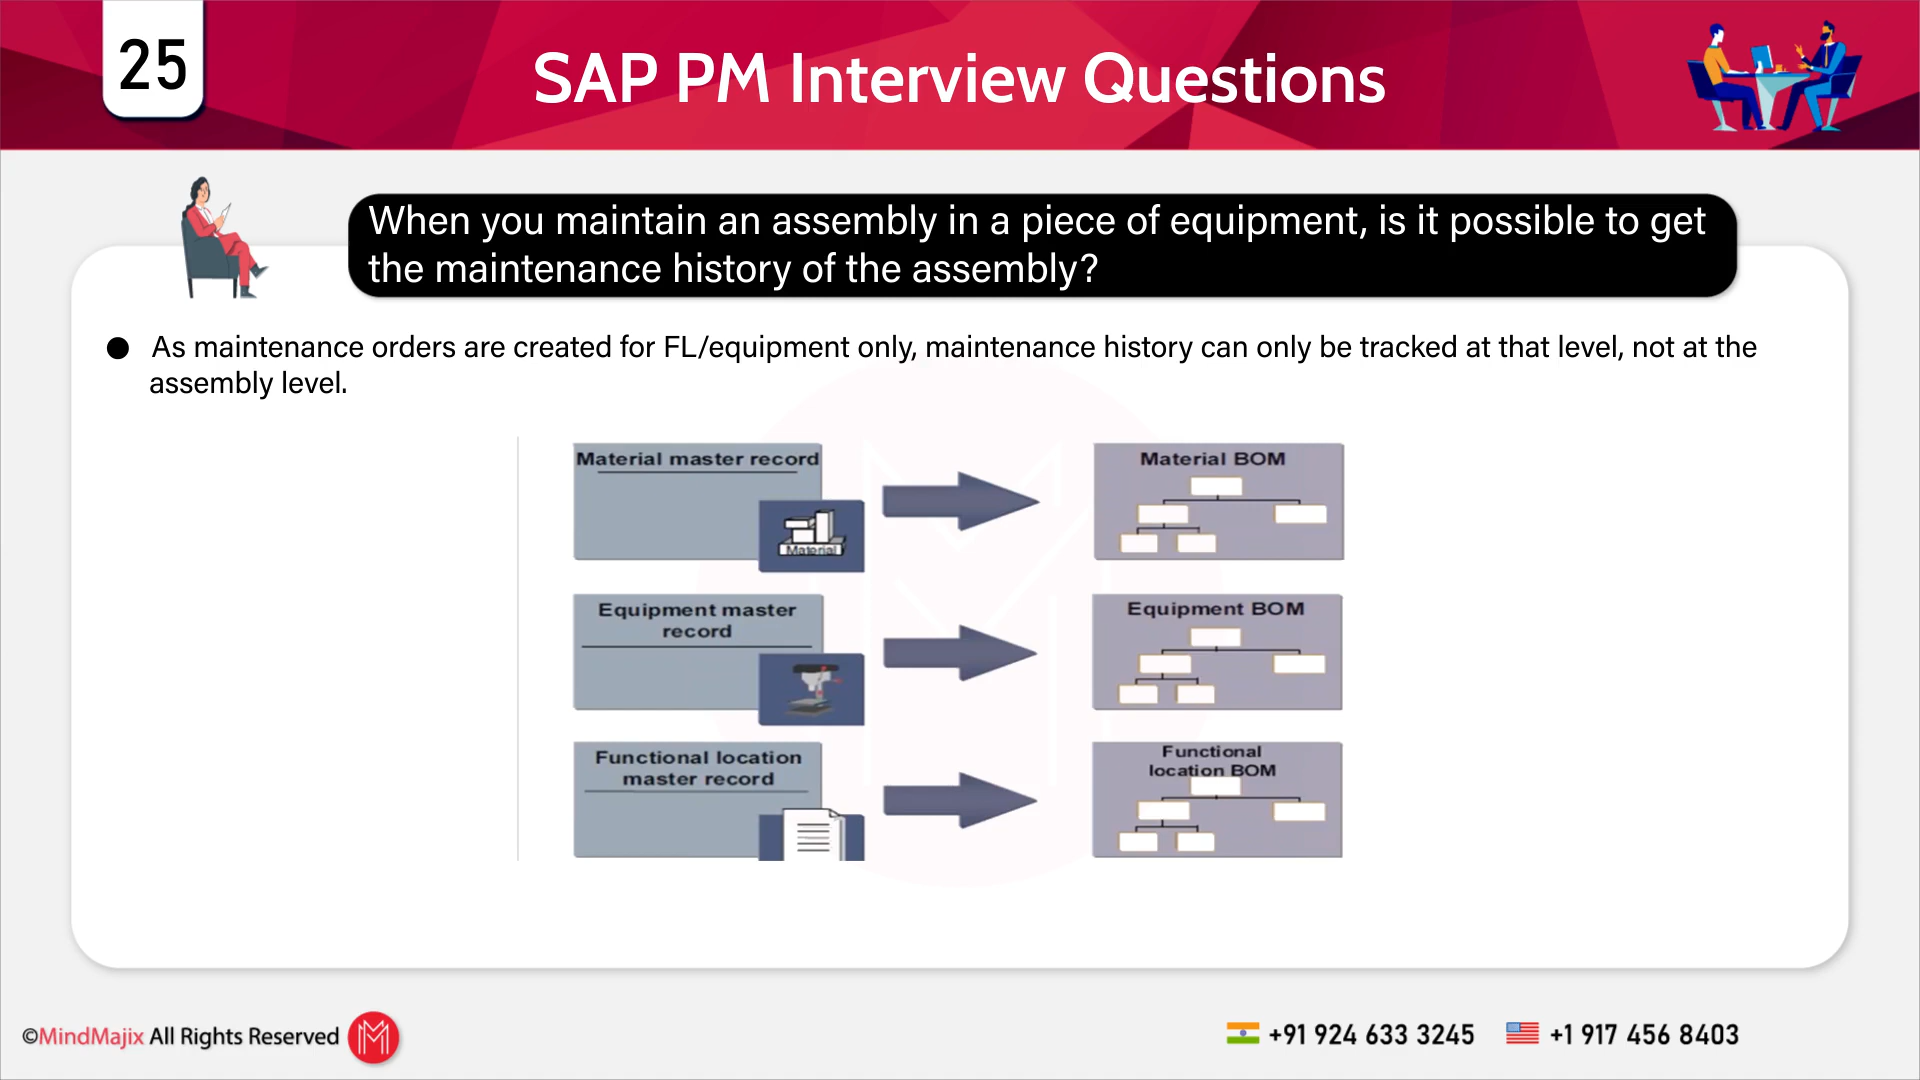 25
SAP PM Interview Questions
When you maintain an assembly in a piece of equipment, is it possible to get
the maintenance history of the assembly?
● As maintenance orders are created for FL/equipment only, maintenance history can only be tracked at that level, not at the
assembly level.
Material master record
Material
Material BOM
Equipment master
record
Equipment BOM
Functional location
master record
Functional
location BOM
©MindMajix All Rights Reserved
+91 924 633 3245
+1 917 456 8403